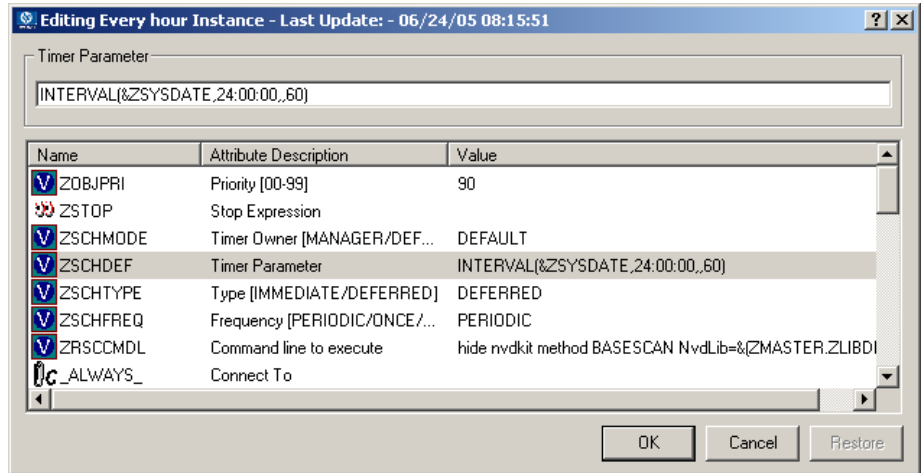 Editing Every hour Instance - Last Update: - 06/24/05 08:15:51
Timer Parameter
INTERVAL(&ZSYSDATE,24:00:00,,60)
Name Attribute Description Value
V ZOBJPRI Priority [00-99] 90
ZSTOP Stop Expression
V ZSCHMODE Timer Owner [MANAGER/DEF... DEFAULT
V ZSCHDEF Timer Parameter INTERVAL(&ZSYSDATE,24:00:00,,60)
V ZSCHTYPE Type [IMMEDIATE/DEFERRED] DEFERRED
V ZSCHFREQ Frequency [PERIODIC/ONCE/... PERIODIC
V ZRSCCMDL Command line to execute hide nvdkit method BASESCAN NvdLib=&(ZMASTER.ZLIBDI
C _ALWAYS_ Connect To
OK Cancel Restore